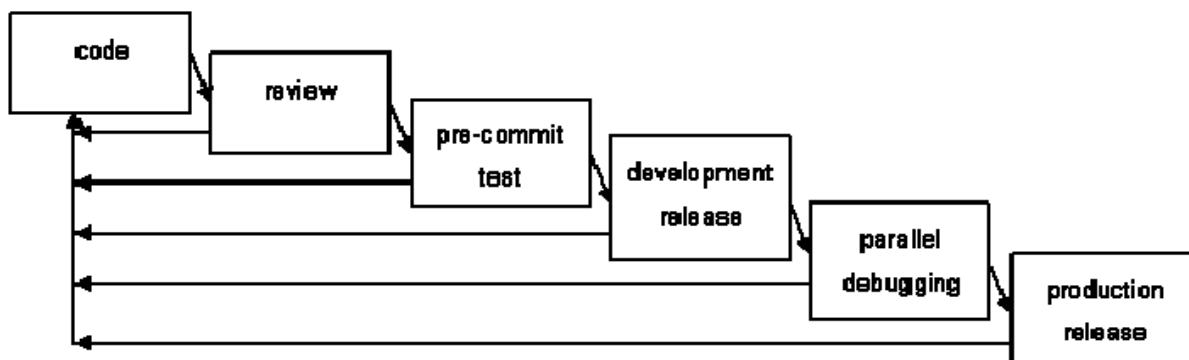 code
review
pre-commit
test
development
release
parallel
debugging
production
release